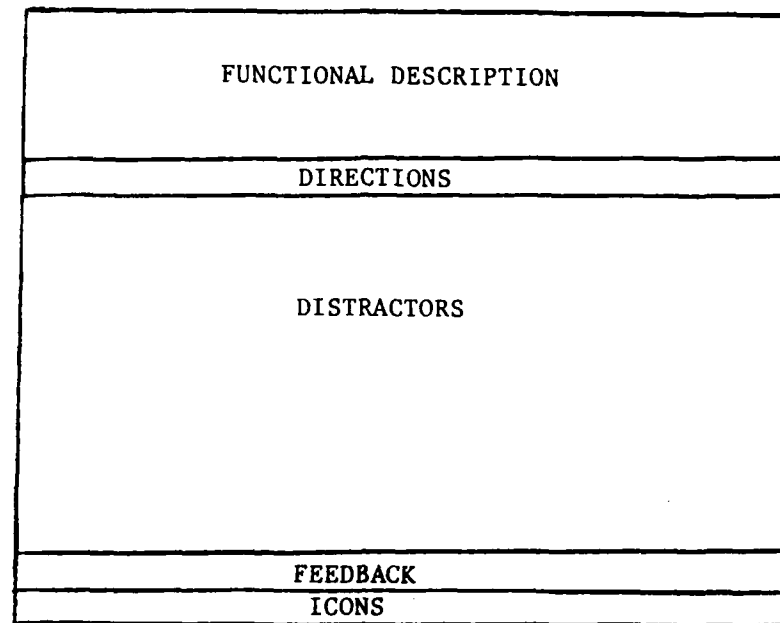 FUNCTIONAL DESCRIPTION
DIRECTIONS
DISTRACTORS
FEEDBACK
ICONS